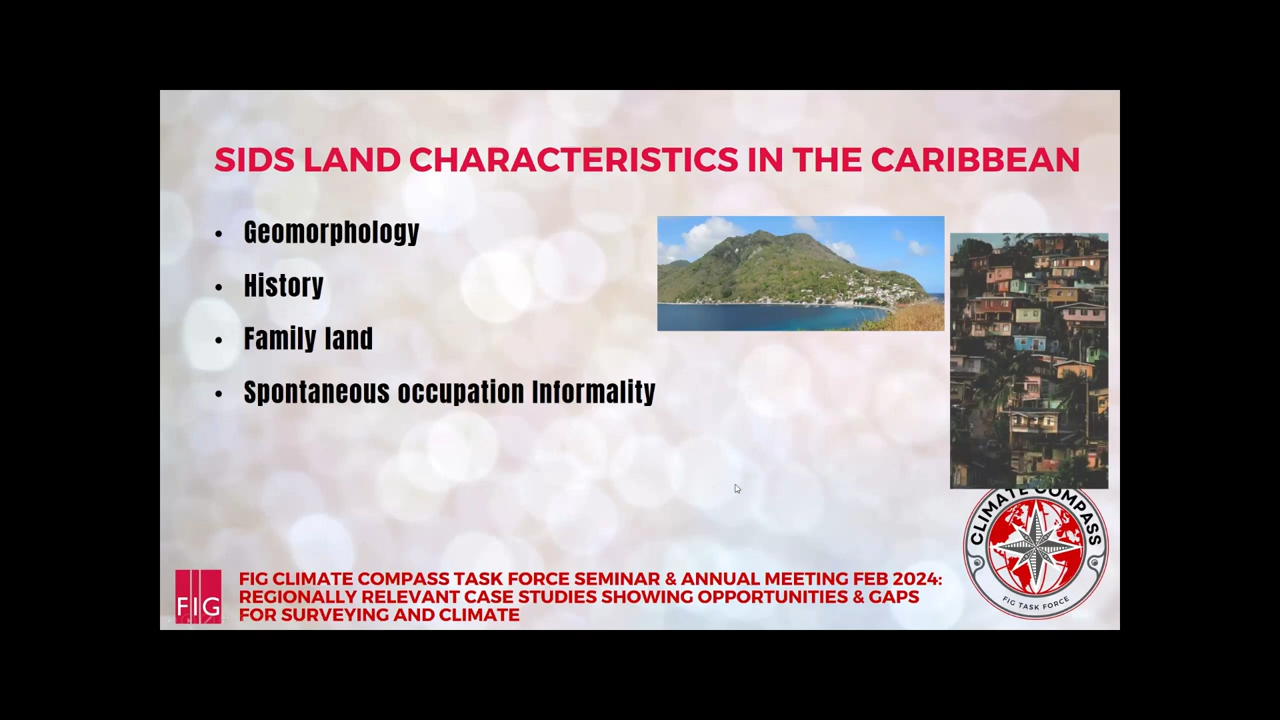 SIDS LAND CHARACTERISTICS IN THE CARIBBEAN
• Geomorphology
• History
• Family land
• Spontaneous occupation Informality
CLIMATE COMPASS
FIG TASK FORCE
FIG
FIG CLIMATE COMPASS TASK FORCE SEMINAR & ANNUAL MEETING FEB 2024:
REGIONALLY RELEVANT CASE STUDIES SHOWING OPPORTUNITIES & GAPS
FOR SURVEYING AND CLIMATE